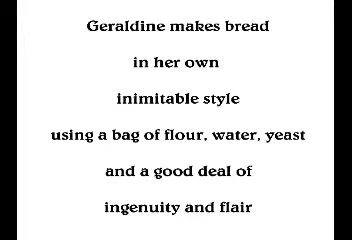 Geraldine makes bread
in her own
inimitable style
using a bag of flour, water, yeast
and a good deal of
ingenuity and flair